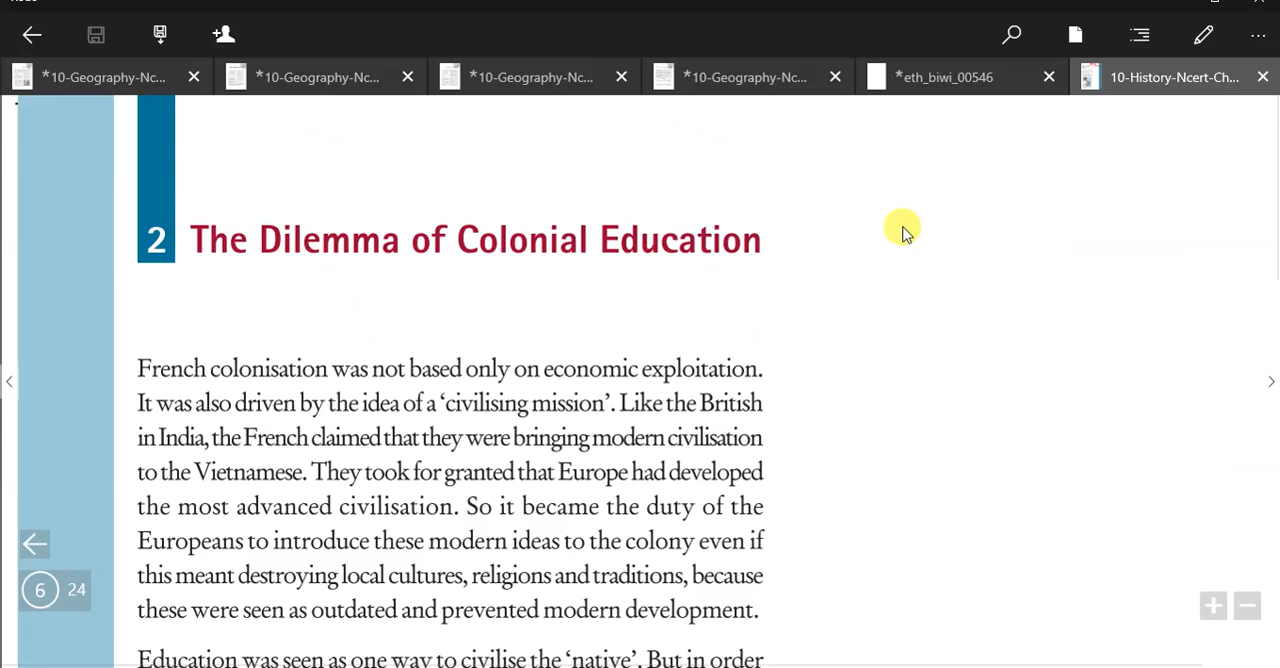 *10-Geography-Nc...
*10-Geography-Nc...
*10-Geography-Nc...
*10-Geography-Nc...
*eth_biwi_00546
10-History-Ncert-Ch...
2 The Dilemma of Colonial Education
French colonisation was not based only on economic exploitation.
It was also driven by the idea of a ‘civilising mission’. Like the British
in India, the French claimed that they were bringing modern civilisation
to the Vietnamese. They took for granted that Europe had developed
the most advanced civilisation. So it became the duty of the
Europeans to introduce these modern ideas to the colony even if
this meant destroying local cultures, religions and traditions, because
these were seen as outdated and prevented modern development.
Education was seen as one way to civilise the ‘native’. But in order
6 24